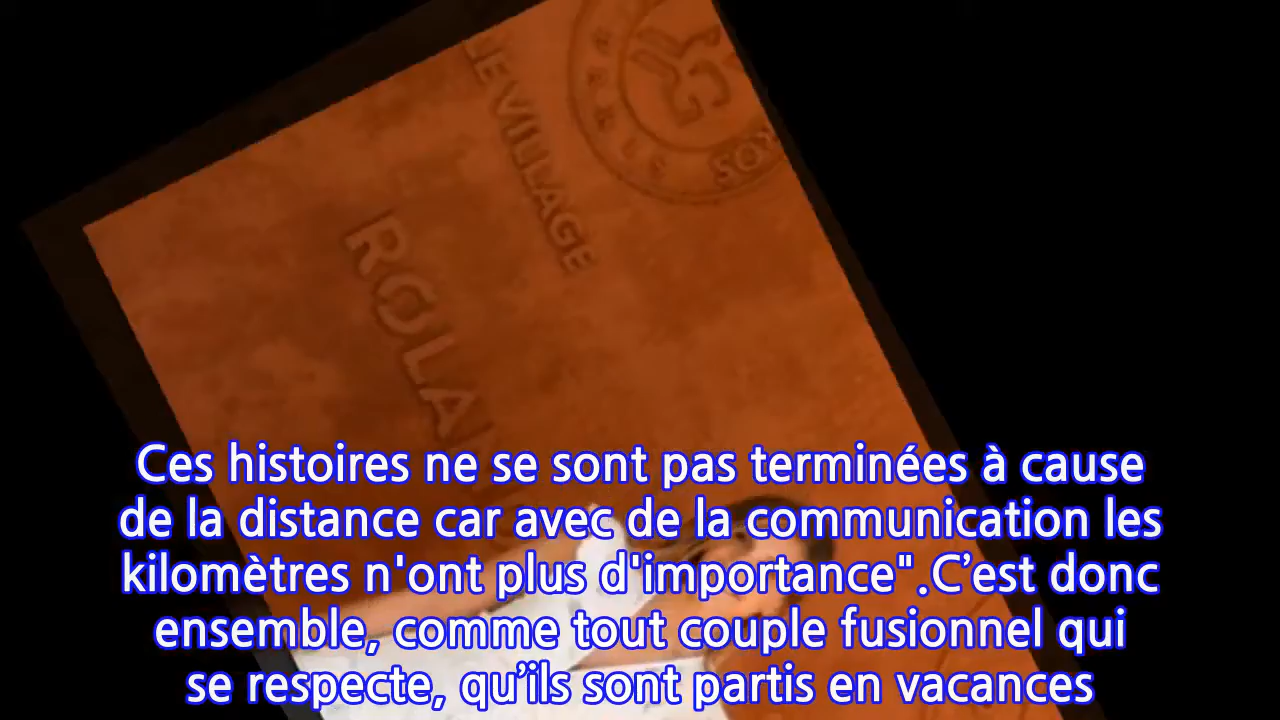 LE VILLAGE
ROLAN
Ces histoires ne se sont pas terminées à cause
de la distance car avec de la communication les
kilomètres n'ont plus d'importance" .C’est donc
ensemble, comme tout couple fusionnel qui
se respecte, qu’ils sont partis en vacances